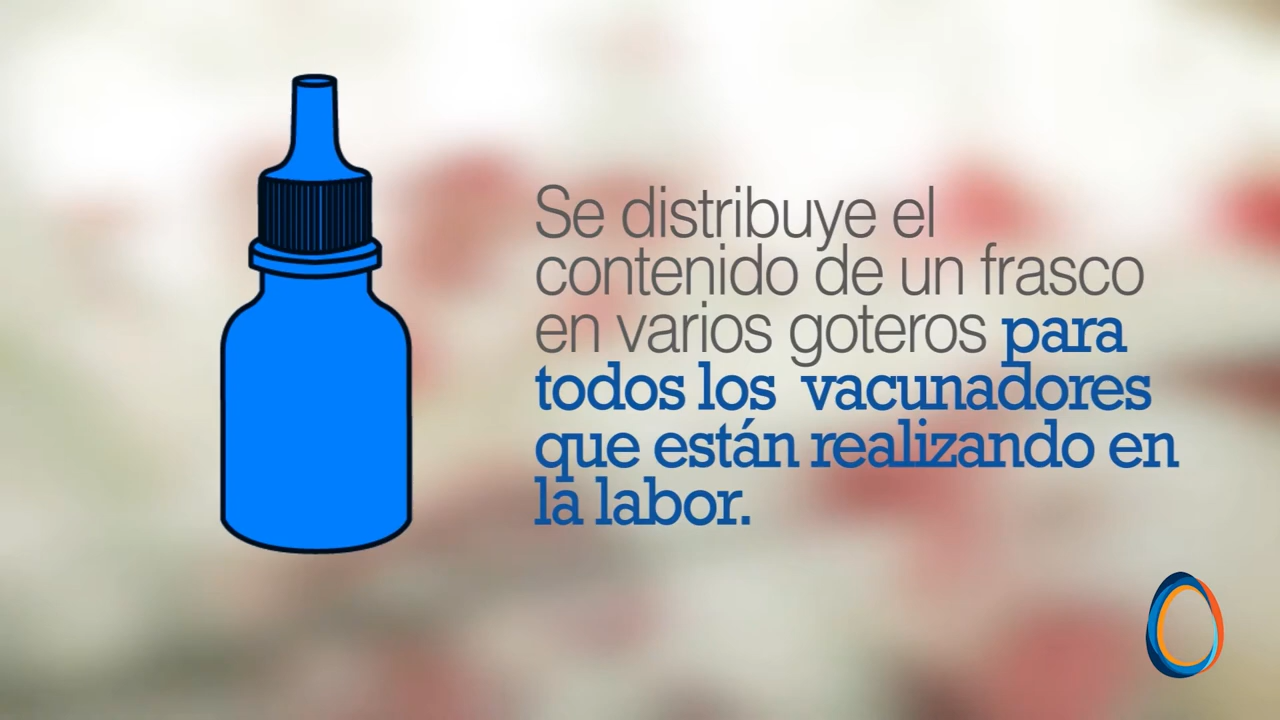 Se distribuye el
contenido de un frasco
en varios goteros para
todos los  vacunadores
que están realizando en
la labor.